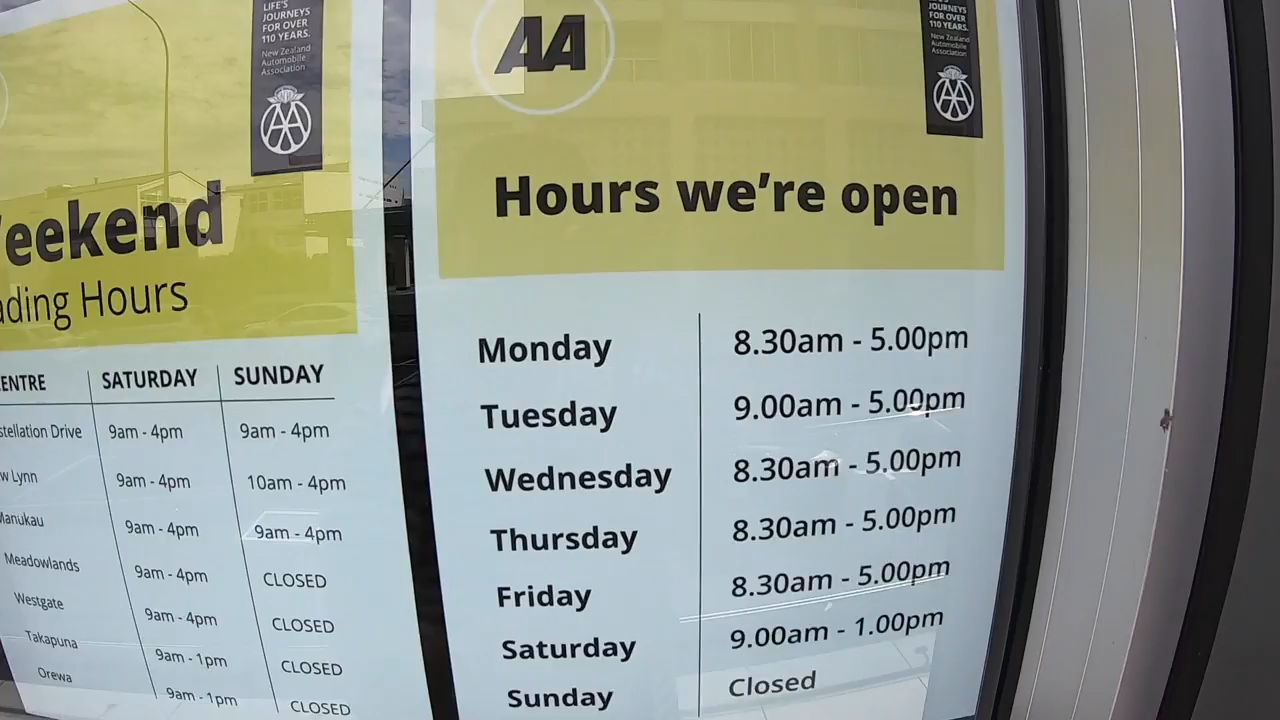 LIFE'S
JOURNEYS
FOR OVER
110 YEARS.
New Zealand
Automobile
Association
AA
eekend
ading Hours
ENTRE SATURDAY SUNDAY
stellation Drive 9am - 4pm 9am - 4pm
w Lynn 9am - 4pm 10am - 4pm
Manukau 9am - 4pm 9am - 4pm
Meadowlands 9am - 4pm CLOSED
Westgate 9am - 4pm CLOSED
Takapuna 9am - 1pm CLOSED
Orewa 9am - 1pm CLOSED
AA
JOURNEYS
FOR OVER
110 YEARS.
New Zealand
Automobile
Association
AA
Hours we're open
Monday 8.30am - 5.00pm
Tuesday 9.00am - 5.00pm
Wednesday 8.30am - 5.00pm
Thursday 8.30am - 5.00pm
Friday 8.30am - 5.00pm
Saturday 9.00am - 1.00pm
Sunday Closed